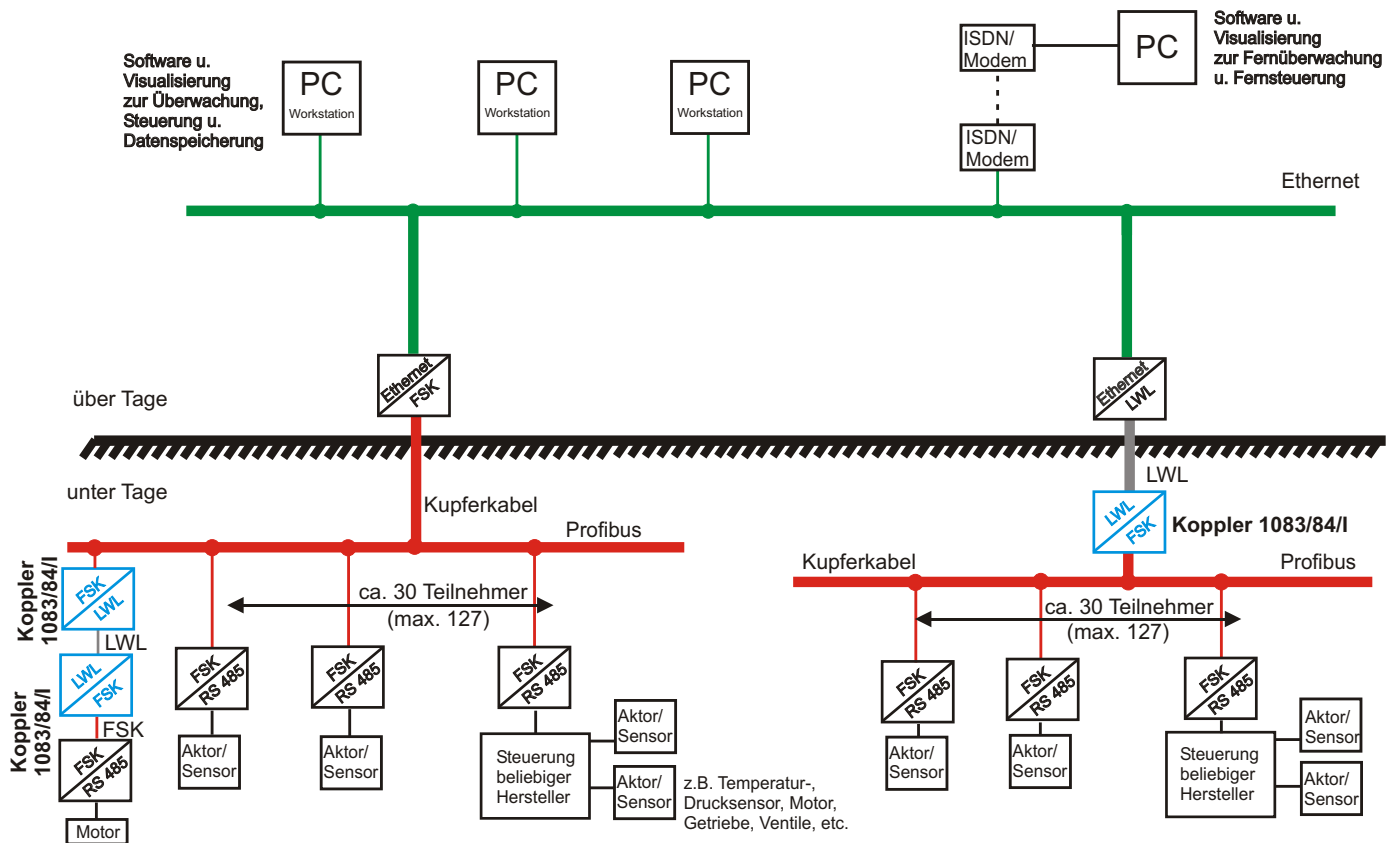 Software u.
Visualisierung
zur Überwachung,
Steuerung u.
Datenspeicherung
PC
Workstation
PC
Workstation
PC
Workstation
ISDN/
Modem
ISDN/
Modem
PC
Software u.
Visualisierung
zur Fernüberwachung
u. Fernsteuerung
Ethernet
Ethernet
FSK
Ethernet
LWL
über Tage
unter Tage
Kupferkabel
Profibus
LWL
LWL
FSK
Koppler 1083/84/I
Kupferkabel
Profibus
Koppler
1083/84/I
FSK
LWL
LWL
Koppler
1083/84/I
LWL
FSK
FSK
FSK
RS 485
Motor
ca. 30 Teilnehmer
(max. 127)
FSK
RS 485
Aktor/
Sensor
FSK
RS 485
Aktor/
Sensor
FSK
RS 485
Steuerung
beliebiger
Hersteller
Aktor/
Sensor
Aktor/
Sensor
z.B. Temperatur-,
Drucksensor, Motor,
Getriebe, Ventile, etc.
ca. 30 Teilnehmer
(max. 127)
FSK
RS 485
Aktor/
Sensor
FSK
RS 485
Aktor/
Sensor
FSK
RS 485
Steuerung
beliebiger
Hersteller
Aktor/
Sensor
Aktor/
Sensor